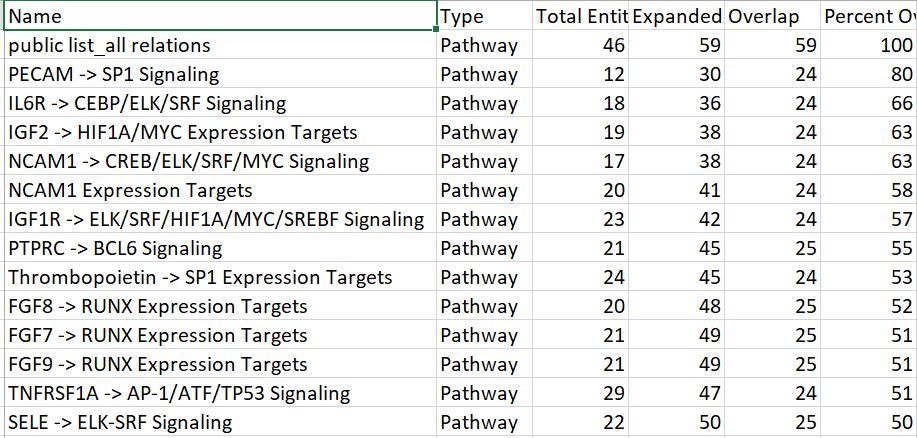 Name Type Total Entit Expanded Overlap Percent Ov
public list_all relations Pathway 46 59 59 100
PECAM -> SP1 Signaling Pathway 12 30 24 80
IL6R -> CEBP/ELK/SRF Signaling Pathway 18 36 24 66
IGF2 -> HIF1A/MYC Expression Targets Pathway 19 38 24 63
NCAM1 -> CREB/ELK/SRF/MYC Signaling Pathway 17 38 24 63
NCAM1 Expression Targets Pathway 20 41 24 58
IGF1R -> ELK/SRF/HIF1A/MYC/SREBF Signaling Pathway 23 42 24 57
PTPRC -> BCL6 Signaling Pathway 21 45 25 55
Thrombopoietin -> SP1 Expression Targets Pathway 24 45 24 53
FGF8 -> RUNX Expression Targets Pathway 20 48 25 52
FGF7 -> RUNX Expression Targets Pathway 21 49 25 51
FGF9 -> RUNX Expression Targets Pathway 21 49 25 51
TNFRSF1A -> AP-1/ATF/TP53 Signaling Pathway 29 47 24 51
SELE -> ELK-SRF Signaling Pathway 22 50 25 50